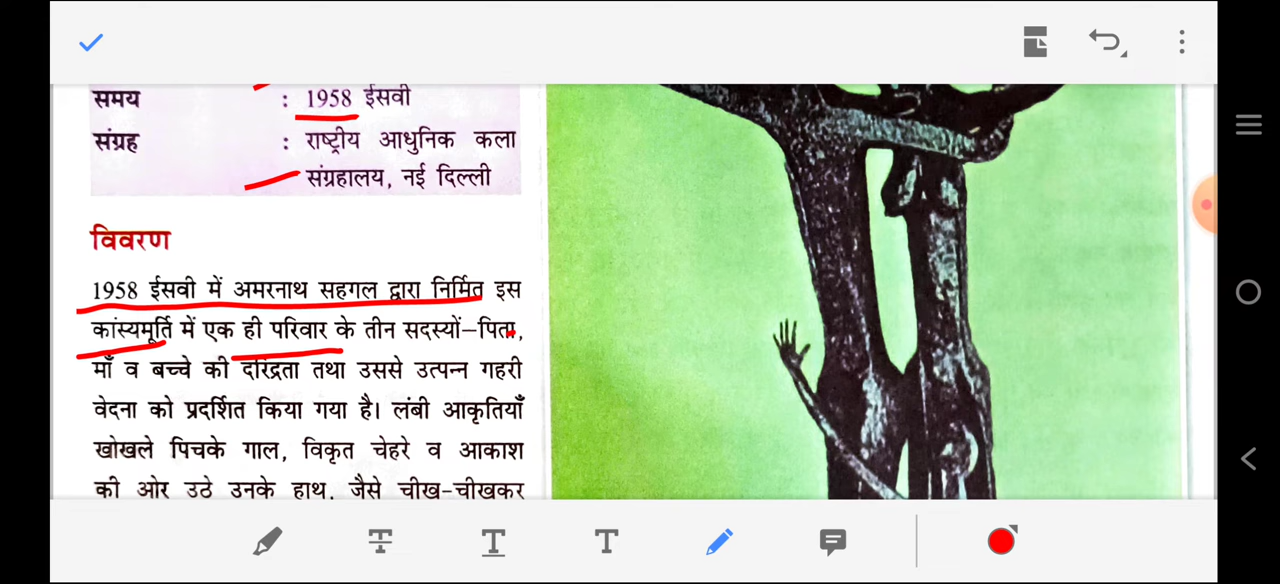 समय : 1958 ईसवी
संग्रह : राष्ट्रीय आधुनिक कला
संग्रहालय, नई दिल्ली
विवरण
1958 ईसवी में अमरनाथ सहगल द्वारा निर्मित इस
कांस्यमूर्ति में एक ही परिवार के तीन सदस्यों–पिता,
माँ व बच्चे की दरिद्रता तथा उससे उत्पन्न गहरी
वेदना को प्रदर्शित किया गया है। लंबी आकृतियाँ
खोखले पिचके गाल, विकृत चेहरे व आकाश
की ओर उठे उनके हाथ, जैसे चीख-चीखकर
T T T